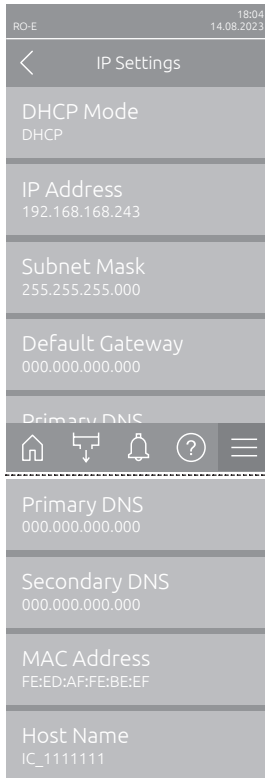 18:04
RO-E 14.08.2023
IP Settings
DHCP Mode
DHCP
IP Address
192.168.168.243
Subnet Mask
255.255.255.000
Default Gateway
000.000.000.000
Primary DNS
?
Primary DNS
000.000.000.000
Secondary DNS
000.000.000.000
MAC Address
FE:ED:AF:FE:BE:EF
Host Name
IC_1111111